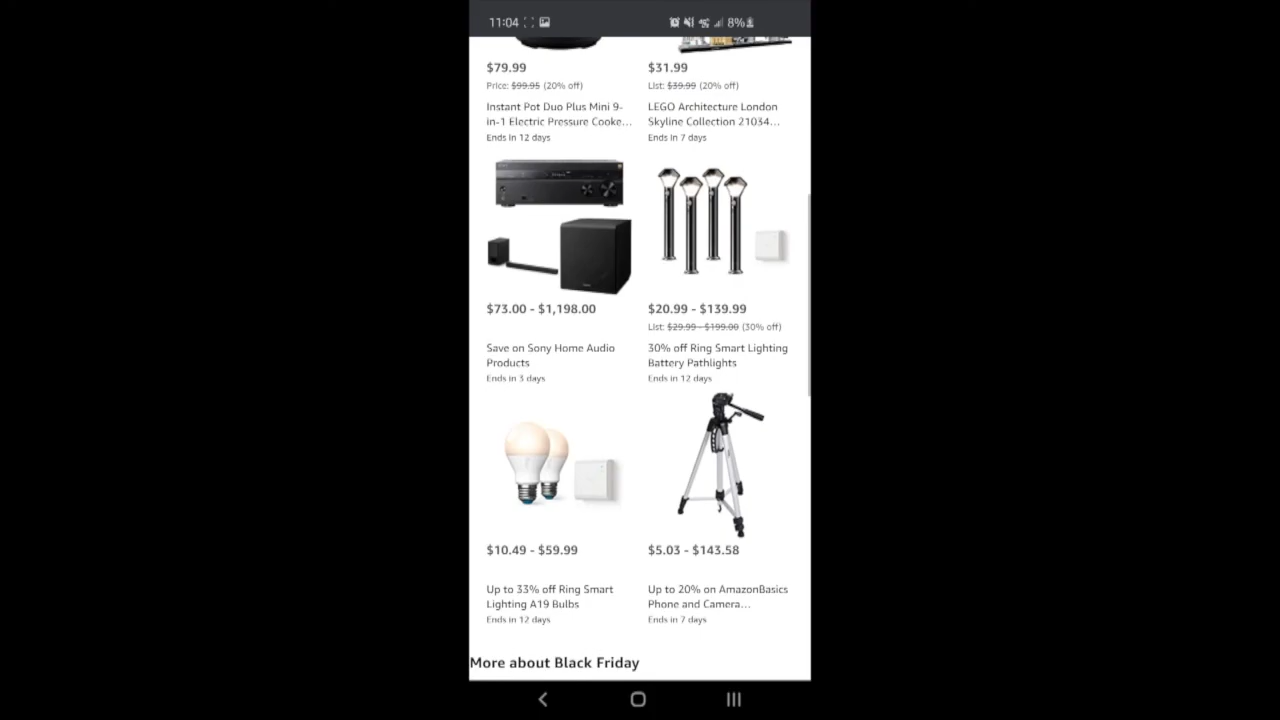 11:04
8%
$79.99
Price: $99.95 (20% off)
Instant Pot Duo Plus Mini 9-
in-1 Electric Pressure Cooke...
Ends in 12 days
$31.99
List: $39.99 (20% off)
LEGO Architecture London
Skyline Collection 21034...
Ends in 7 days
$73.00 - $1,198.00
Save on Sony Home Audio
Products
Ends in 3 days
$20.99 - $139.99
List: $29.99 - $199.00 (30% off)
30% off Ring Smart Lighting
Battery Pathlights
Ends in 12 days
$10.49 - $59.99
Up to 33% off Ring Smart
Lighting A19 Bulbs
Ends in 12 days
$5.03 - $143.58
Up to 20% on AmazonBasics
Phone and Camera...
Ends in 7 days
More about Black Friday